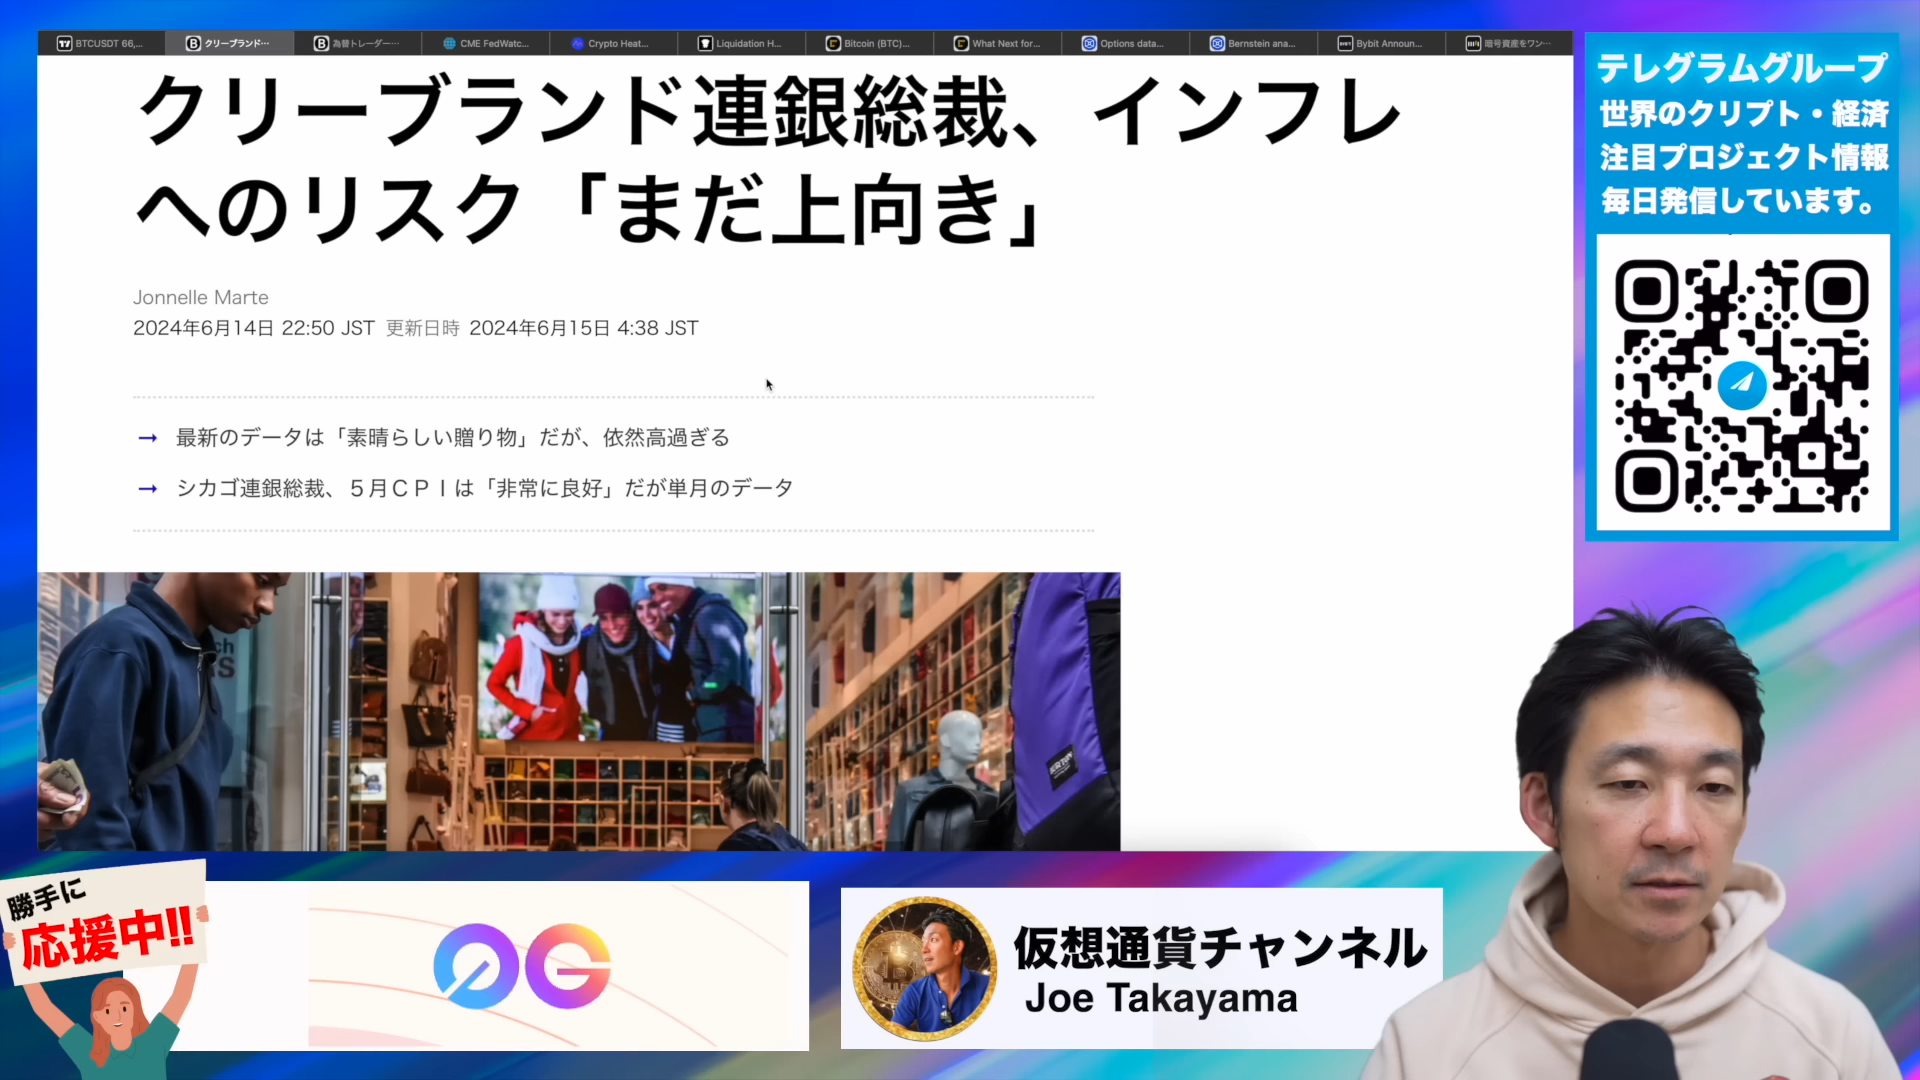 BTCUSDT 66,...
クリーブランド…
為替トレーダー…
CME FedWatc...
Crypto Heat...
Liquidation H...
Bitcoin (BTC)...
What Next for...
Options data...
Bernstein ana...
Bybit Announ...
暗号資産をワン…
クリーブランド連銀総裁、インフレ
へのリスク「まだ上向き」
Jonnelle Marte
2024年6月14日 22:50 JST 更新日時 2024年6月15日 4:38 JST
→ 最新のデータは「素晴らしい贈り物」だが、依然高過ぎる
→ シカゴ連銀総裁、５月ＣＰＩは「非常に良好」だが単月のデータ
テレグラムグループ
世界のクリプト・経済
注目プロジェクト情報
毎日発信しています。
勝手に
応援中!!
0G
仮想通貨チャンネル
Joe Takayama